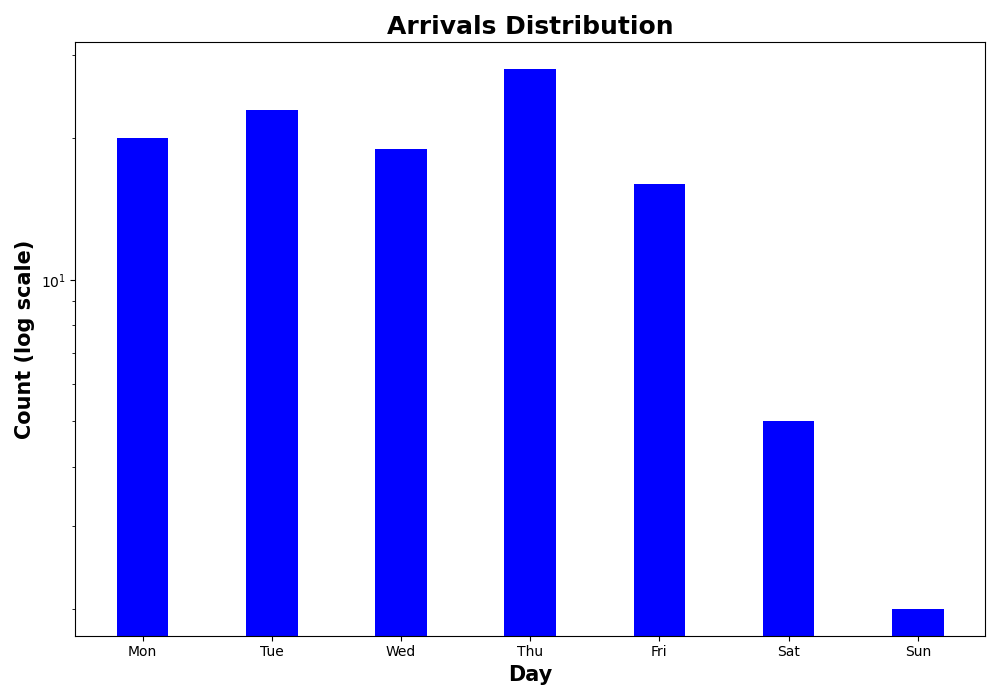 Arrivals Distribution
Count (log scale)
10¹
Mon Tue Wed Thu Fri Sat Sun
Day